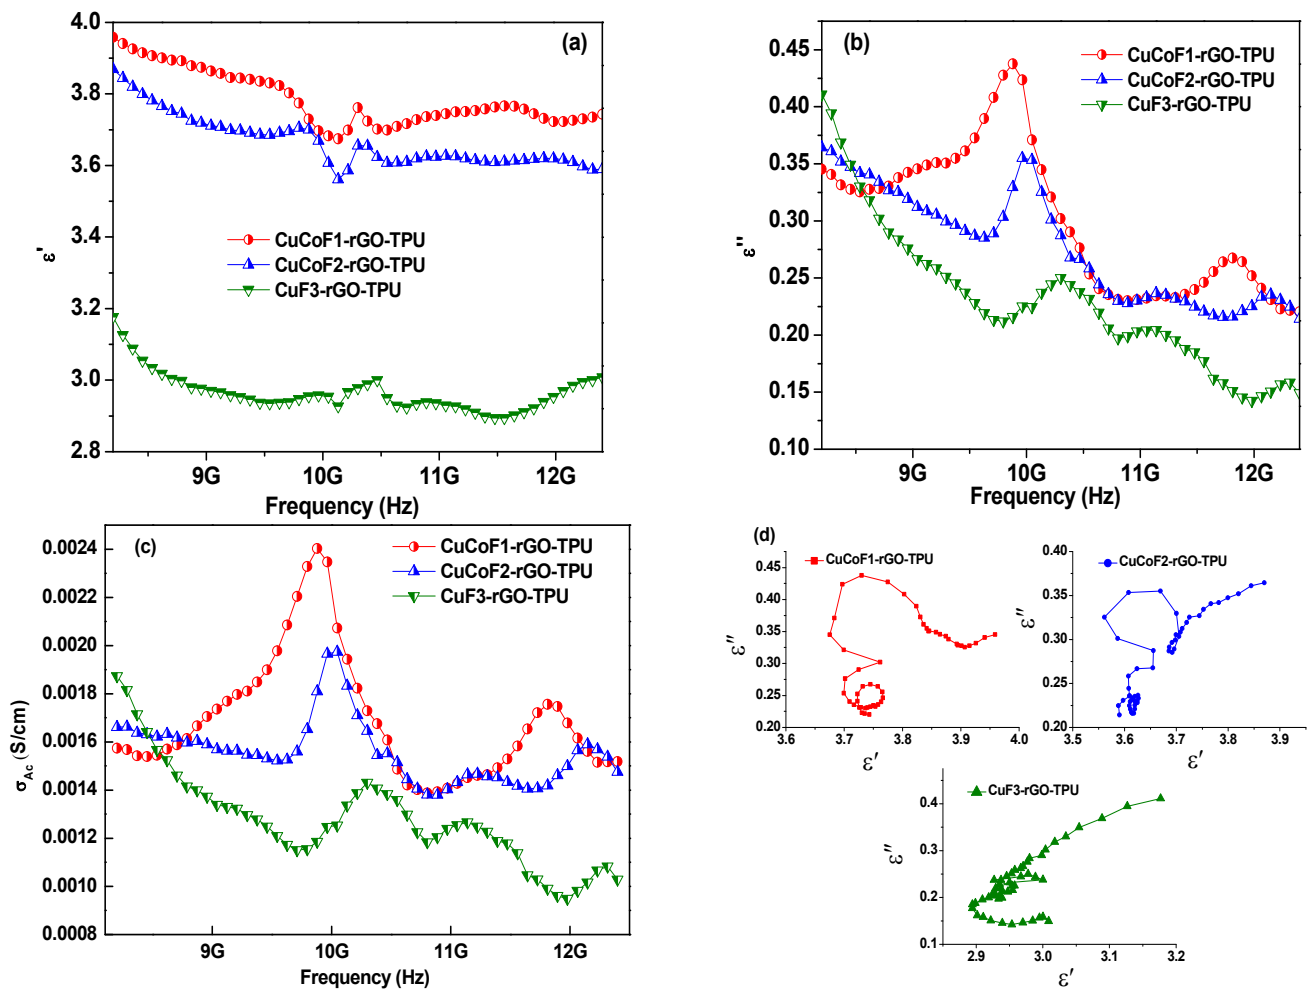 (a)
4.0
3.8
3.6
3.4
3.2
3.0
2.8
ε'
CuCoF1-rGO-TPU
CuCoF2-rGO-TPU
CuF3-rGO-TPU
9G 10G 11G 12G
Frequency (Hz)
(b)
0.45
0.40
0.35
0.30
0.25
0.20
0.15
0.10
ε''
CuCoF1-rGO-TPU
CuCoF2-rGO-TPU
CuF3-rGO-TPU
9G 10G 11G 12G
Frequency (Hz)
(c)
0.0024
0.0022
0.0020
0.0018
0.0016
0.0014
0.0012
0.0010
0.0008
σAc (S/cm)
CuCoF1-rGO-TPU
CuCoF2-rGO-TPU
CuF3-rGO-TPU
9G 10G 11G 12G
Frequency (Hz)
(d)
CuCoF1-rGO-TPU
0.45
0.40
0.35
0.30
0.25
0.20
ε''
3.6 3.7 3.8 3.9 4.0
ε'
CuCoF2-rGO-TPU
0.40
0.35
0.30
0.25
0.20
ε''
3.5 3.6 3.7 3.8 3.9
ε'
CuF3-rGO-TPU
0.4
0.3
0.2
0.1
ε''
2.9 3.0 3.1 3.2
ε'